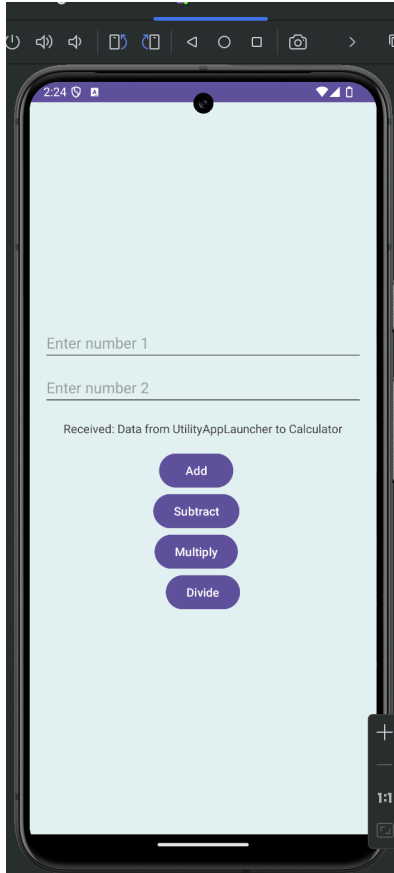 2:24
Enter number 1
Enter number 2
Received: Data from UtilityAppLauncher to Calculator
Add
Subtract
Multiply
Divide
1:1